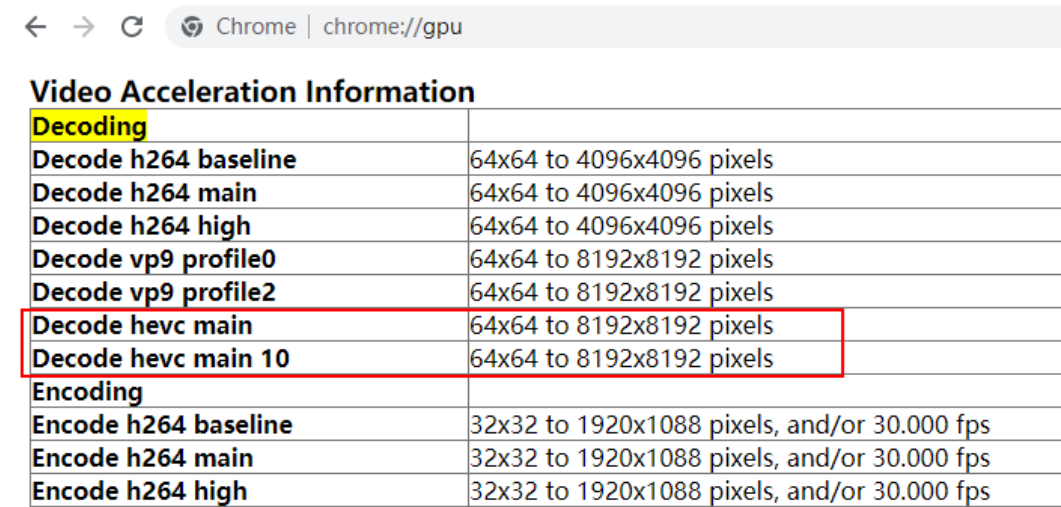 Chrome | chrome://gpu
Video Acceleration Information
Decoding
Decode h264 baseline 64x64 to 4096x4096 pixels
Decode h264 main 64x64 to 4096x4096 pixels
Decode h264 high 64x64 to 4096x4096 pixels
Decode vp9 profile0 64x64 to 8192x8192 pixels
Decode vp9 profile2 64x64 to 8192x8192 pixels
Decode hevc main 64x64 to 8192x8192 pixels
Decode hevc main 10 64x64 to 8192x8192 pixels
Encoding
Encode h264 baseline 32x32 to 1920x1088 pixels, and/or 30.000 fps
Encode h264 main 32x32 to 1920x1088 pixels, and/or 30.000 fps
Encode h264 high 32x32 to 1920x1088 pixels, and/or 30.000 fps